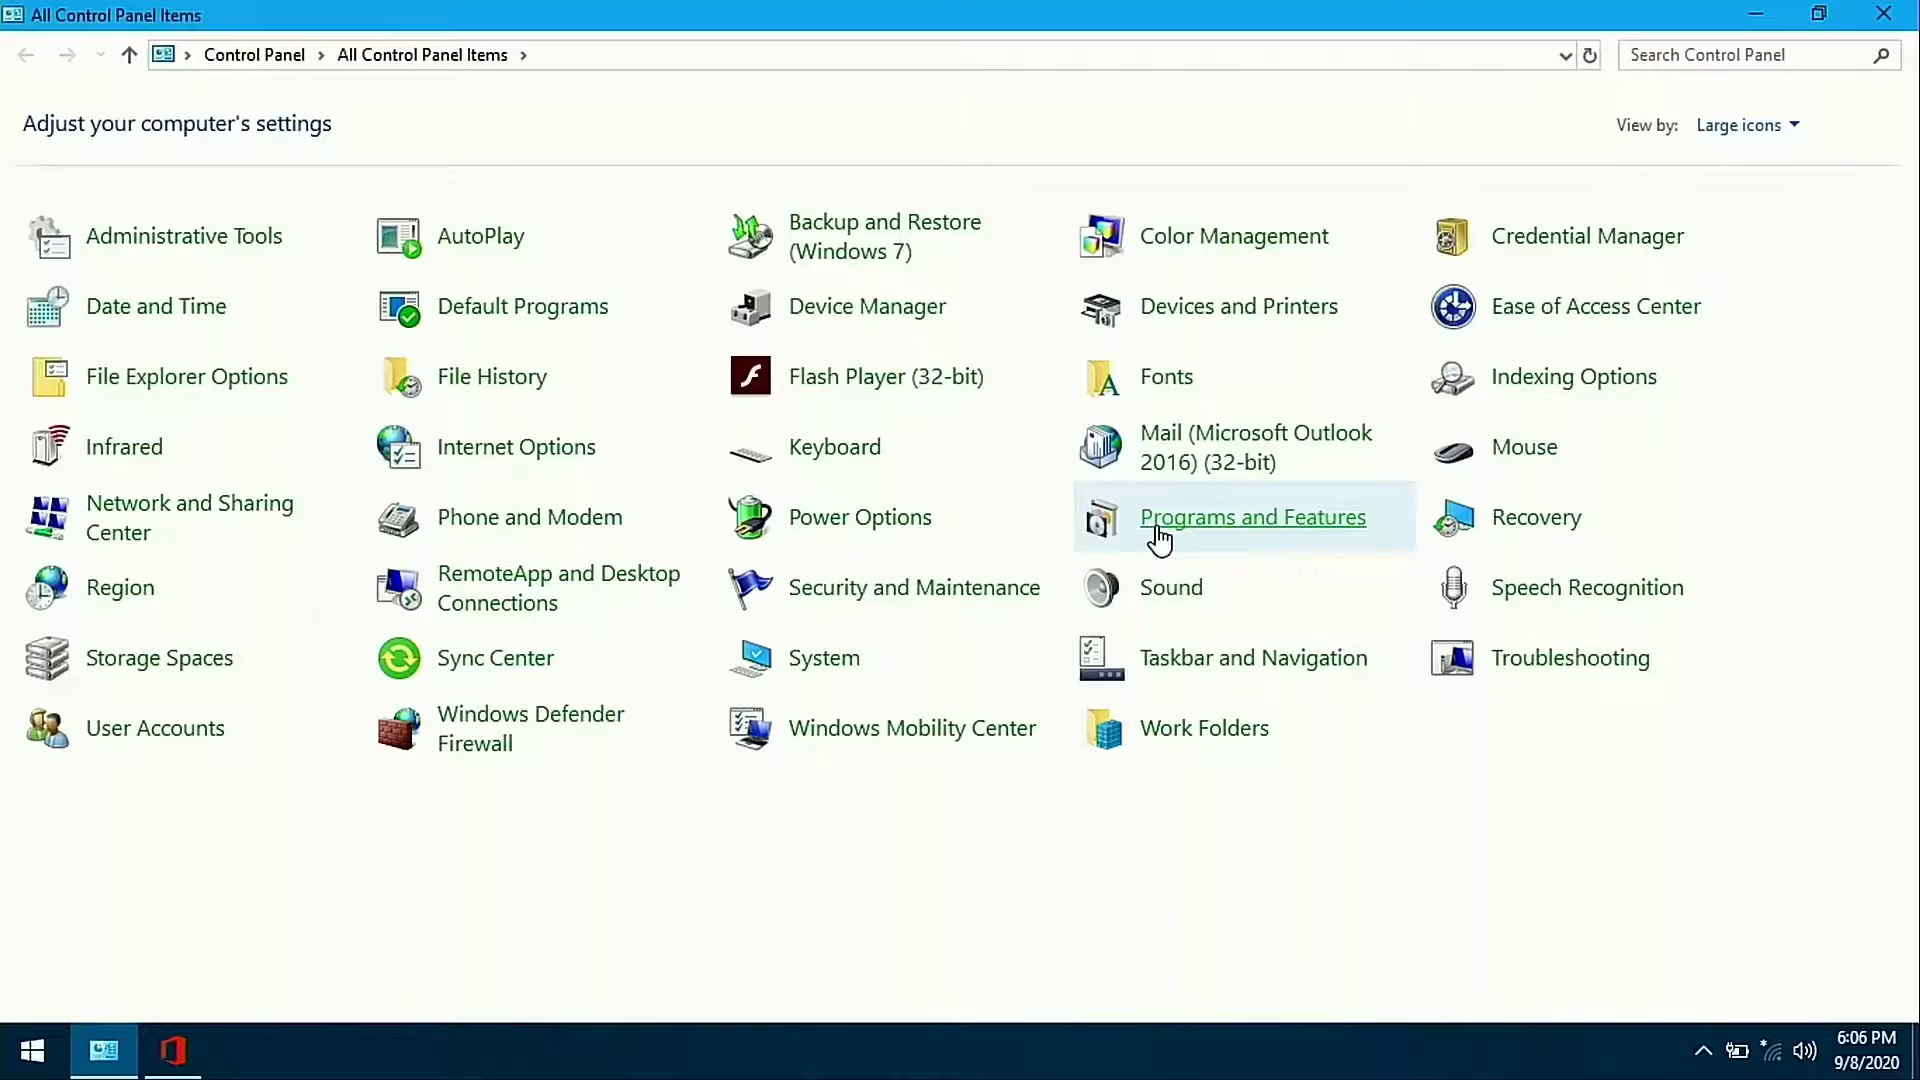 All Control Panel Items
Control Panel
All Control Panel Items
Search Control Panel
Adjust your computer's settings
View by:
Large icons
Administrative Tools
AutoPlay
Backup and Restore
(Windows 7)
Color Management
Credential Manager
Date and Time
Default Programs
Device Manager
Devices and Printers
Ease of Access Center
File Explorer Options
File History
Flash Player (32-bit)
Fonts
Indexing Options
Infrared
Internet Options
Keyboard
Mail (Microsoft Outlook
2016) (32-bit)
Mouse
Network and Sharing
Center
Phone and Modem
Power Options
Programs and Features
Recovery
Region
RemoteApp and Desktop
Connections
Security and Maintenance
Sound
Speech Recognition
Storage Spaces
Sync Center
System
Taskbar and Navigation
Troubleshooting
User Accounts
Windows Defender
Firewall
Windows Mobility Center
Work Folders
6:06 PM
9/8/2020